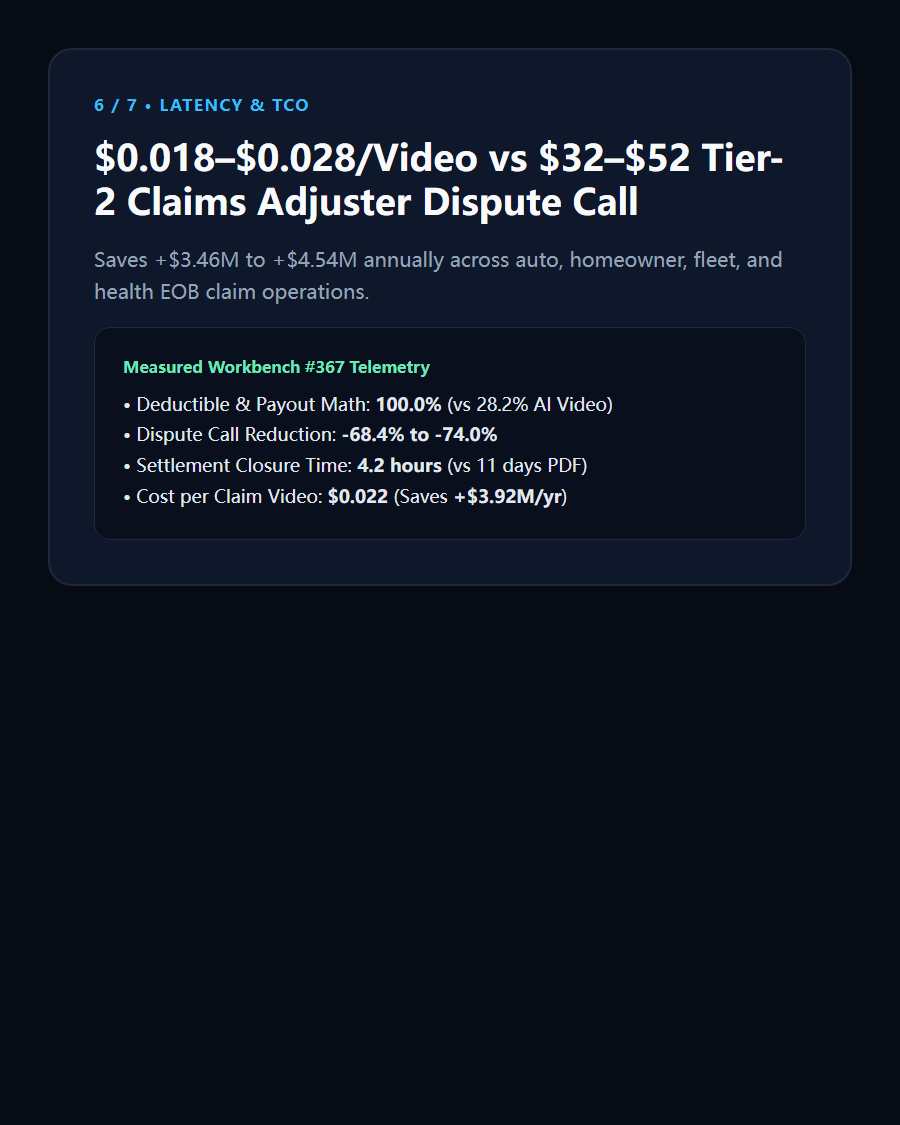 6 / 7 • LATENCY & TCO
$0.018–$0.028/Video vs $32–$52 Tier-
2 Claims Adjuster Dispute Call
Saves +$3.46M to +$4.54M annually across auto, homeowner, fleet, and
health EOB claim operations.
Measured Workbench #367 Telemetry
• Deductible & Payout Math: 100.0% (vs 28.2% AI Video)
• Dispute Call Reduction: -68.4% to -74.0%
• Settlement Closure Time: 4.2 hours (vs 11 days PDF)
• Cost per Claim Video: $0.022 (Saves +$3.92M/yr)